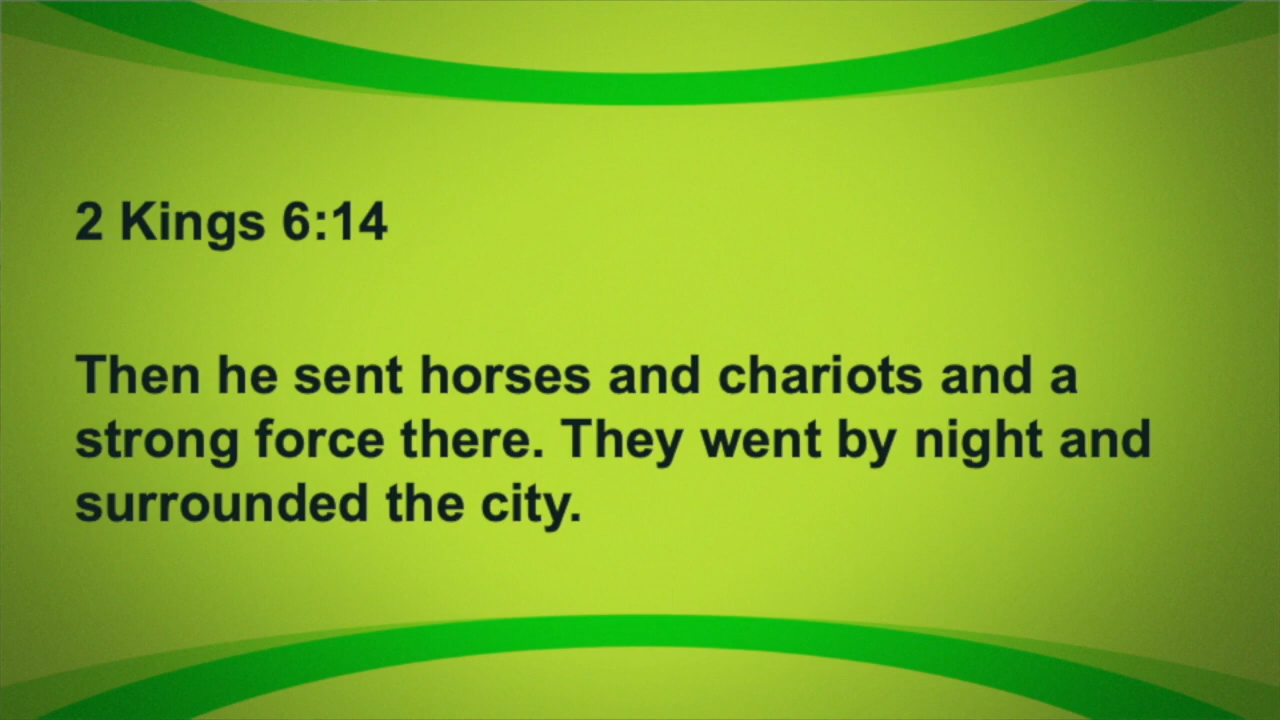 2 Kings 6:14
Then he sent horses and chariots and a
strong force there. They went by night and
surrounded the city.